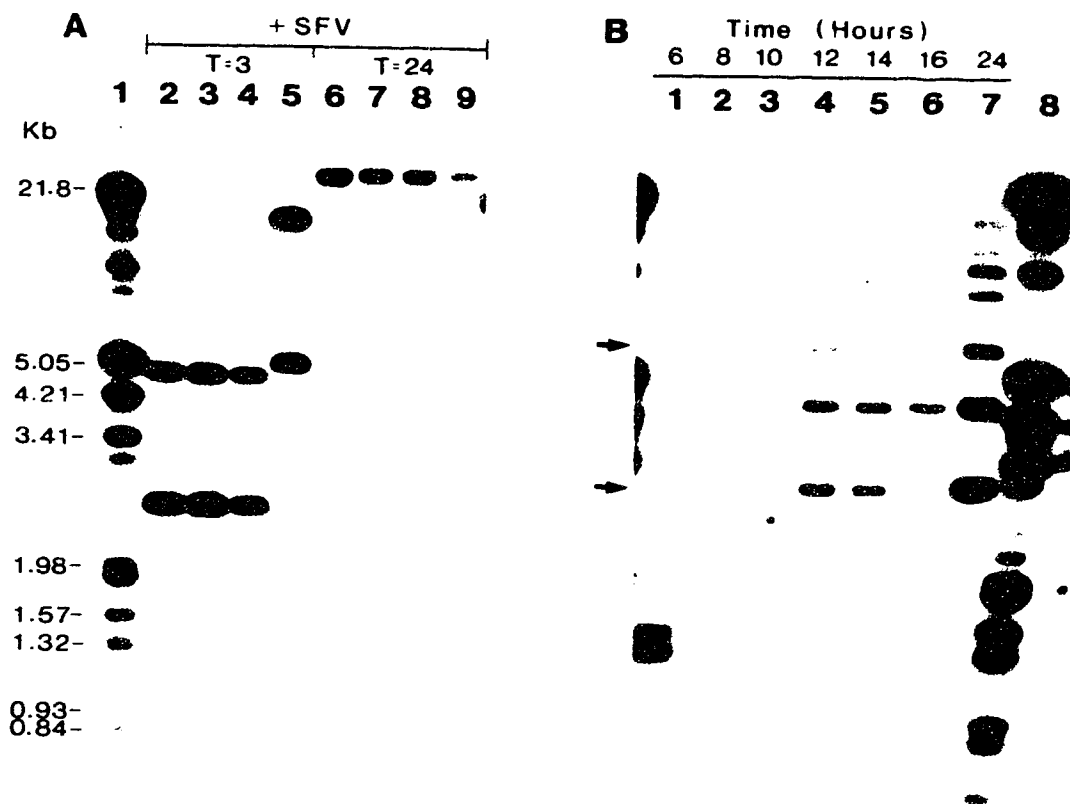 A
+ SFV
T=3 T=24
1 2 3 4 5 6 7 8 9
Kb
21.8-
5.05-
4.21-
3.41-
1.98-
1.57-
1.32-
0.93-
0.84-
B
Time (Hours)
6 8 10 12 14 16 24
1 2 3 4 5 6 7 8